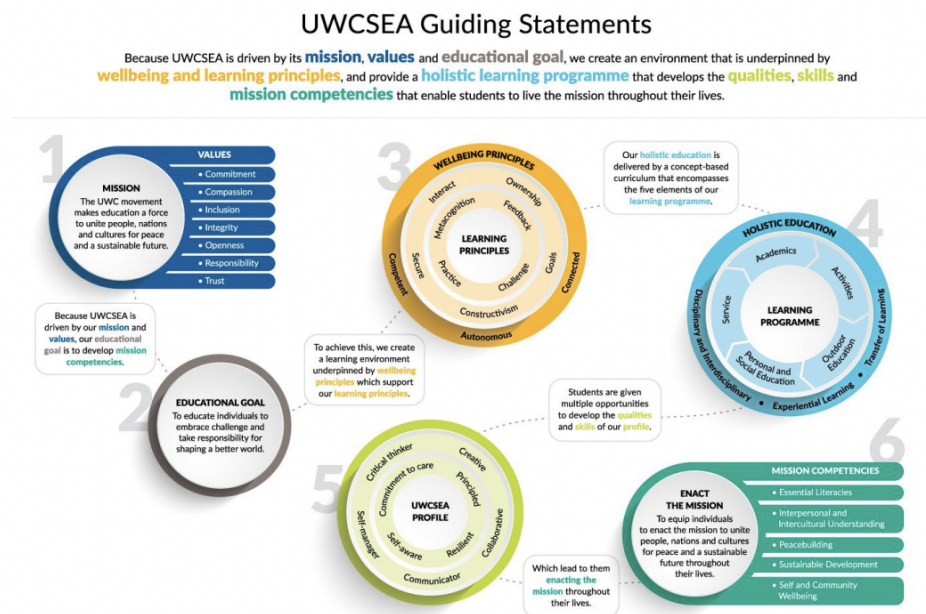 UWCSEA Guiding Statements
Because UWCSEA is driven by its mission, values and educational goal, we create an environment that is underpinned by
wellbeing and learning principles, and provide a holistic learning programme that develops the qualities, skills and
mission competencies that enable students to live the mission throughout their lives.
1
MISSION
The UWC movement
makes education a force
to unite people, nations
and cultures for peace
and a sustainable future.
VALUES
• Commitment
• Compassion
• Inclusion
• Integrity
• Openness
• Responsibility
• Trust
Because UWCSEA is
driven by our mission and
values, our educational
goal is to develop mission
competencies.
2
EDUCATIONAL GOAL
To educate individuals to
embrace challenge and
take responsibility for
shaping a better world.
To achieve this, we create
a learning environment
underpinned by wellbeing
principles which support
our learning principles.
3
WELLBEING PRINCIPLES
Competent
Autonomous
Connected
Interact
Ownership
Secure
Goals
Constructivism
Metacognition
Feedback
Practice
Challenge
LEARNING
PRINCIPLES
Our holistic education is
delivered by a concept-based
curriculum that encompasses
the five elements of our
learning programme.
4
HOLISTIC EDUCATION
Disciplinary and Interdisciplinary • Experiential Learning • Transfer of Learning
Academics
Activities
Outdoor
Education
Personal and
Social Education
Service
LEARNING
PROGRAMME
Students are given
multiple opportunities
to develop the qualities
and skills of our profile.
5
Critical thinker
Creative
Collaborative
Communicator
Self-manager
Commitment to care
Principled
Resilient
Self-aware
UWCSEA
PROFILE
Which lead to them
enacting the
mission throughout
their lives.
6
ENACT
THE MISSION
To equip individuals
to enact the mission to unite
people, nations and cultures
for peace and a sustainable
future throughout
their lives.
MISSION COMPETENCIES
• Essential Literacies
• Interpersonal and
Intercultural Understanding
• Peacebuilding
• Sustainable Development
• Self and Community
Wellbeing